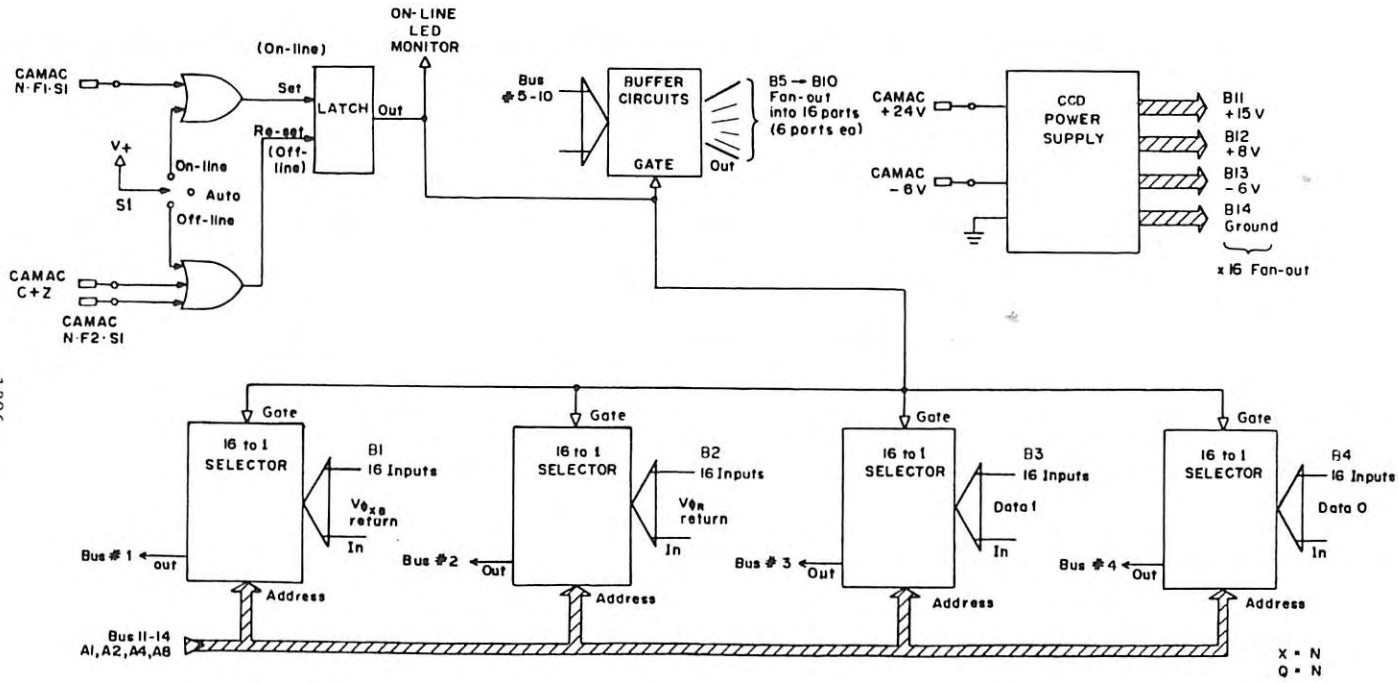 ON-LINE
LED
MONITOR
(On-line)
CAMAC
N·F1·S1
Set
LATCH
Out
Re-set
(Off-
line)
V+
On-line
Auto
S1
Off-line
CAMAC
C+Z
CAMAC
N·F2·S1
Bus
#5-10
BUFFER
CIRCUITS
GATE
Out
B5 → B10
Fan-out
into 16 parts
(6 ports ea)
CAMAC
+24V
CAMAC
-6V
CCD
POWER
SUPPLY
B11
+15V
B12
+8V
B13
-6V
B14
Ground
x16 Fan-out
Gate
16 to 1
SELECTOR
B1
16 Inputs
VΦXB
return
In
Bus #1
out
Address
Gate
16 to 1
SELECTOR
B2
16 Inputs
VΦR
return
In
Bus #2
Out
Address
Gate
16 to 1
SELECTOR
B3
16 Inputs
Data 1
In
Bus #3
Out
Address
Gate
16 to 1
SELECTOR
B4
16 Inputs
Data 0
In
Bus #4
Out
Address
Bus 11-14
A1,A2,A4,A8
X = N
Q = N